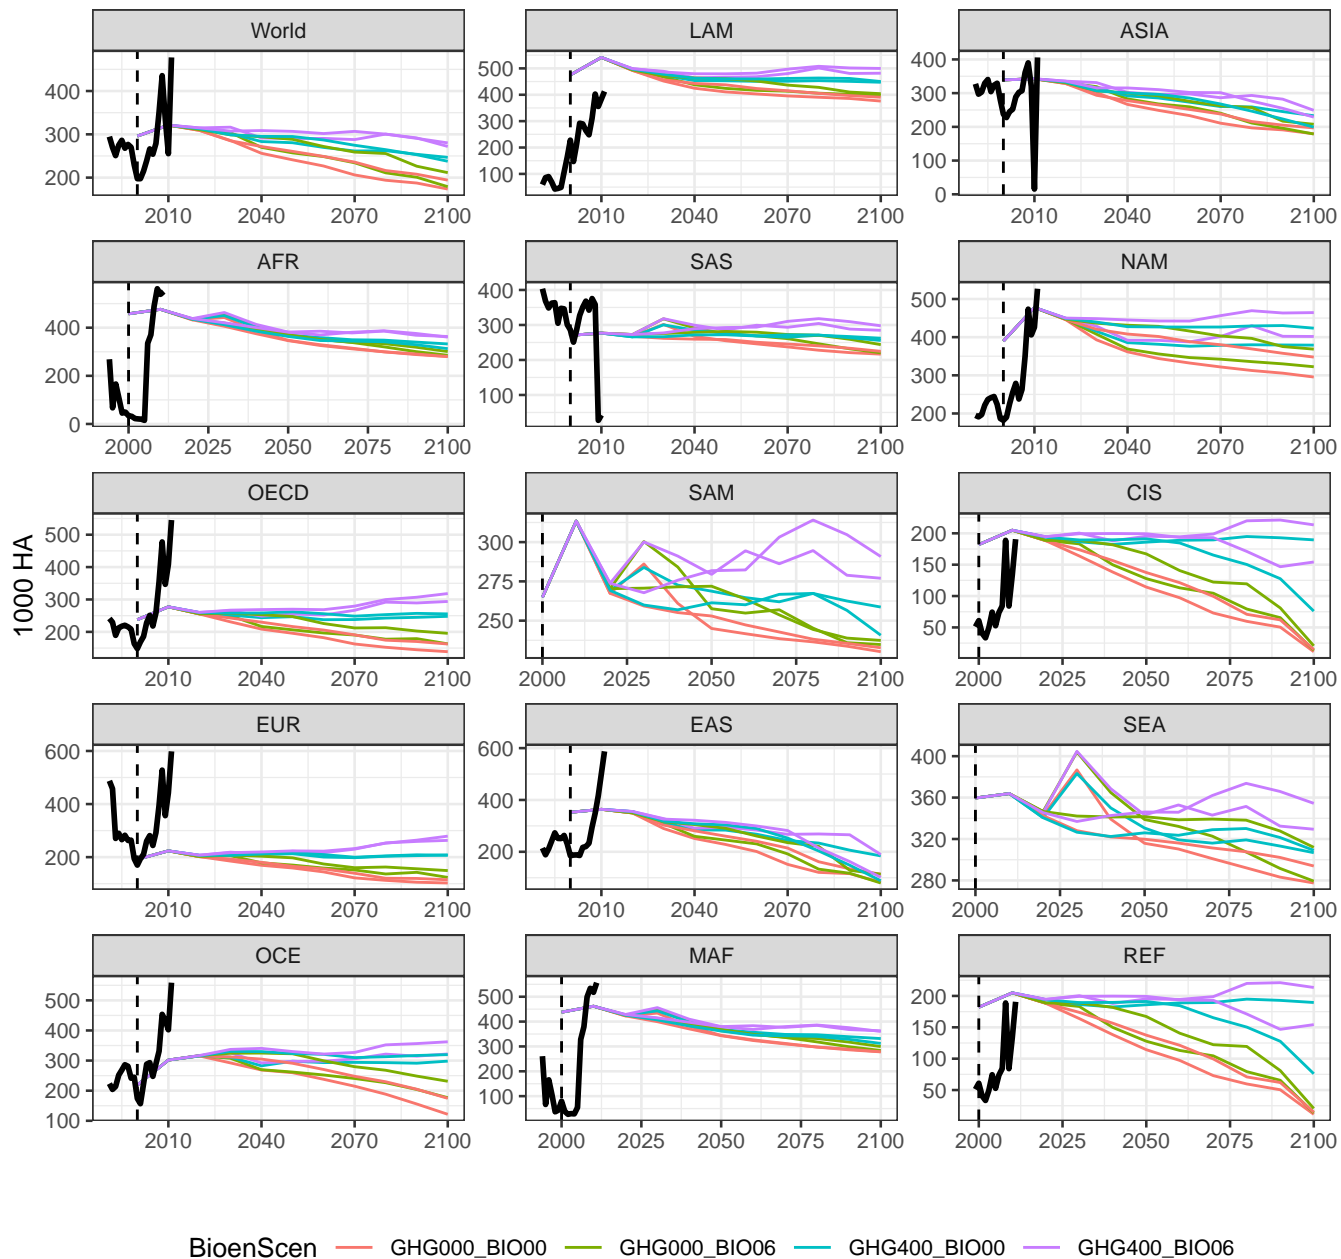 World LAM ASIA
400 300 200
500 400 300 200 100
400 300 200 100 0
2010 2040 2070 2100 2010 2040 2070 2100 2010 2040 2070 2100
AFR SAS NAM
400 200 0
400 300 200 100
500 400 300 200
2000 2025 2050 2075 2100 2010 2040 2070 2100 2010 2040 2070 2100
OECD SAM CIS
500 400 300 200
300 275 250
200 150 100 50
2010 2040 2070 2100 2000 2025 2050 2075 2100 2000 2025 2050 2075 2100
1000 HA
EUR EAS SEA
600 400 200
600 400 200
400 360 320 280
2010 2040 2070 2100 2010 2040 2070 2100 2000 2025 2050 2075 2100
OCE MAF REF
500 400 300 200 100
500 400 300 200 100
200 150 100 50
2010 2040 2070 2100 2000 2025 2050 2075 2100 2000 2025 2050 2075 2100
BioenScen GHG000_BIO00 GHG000_BIO06 GHG400_BIO00 GHG400_BIO06